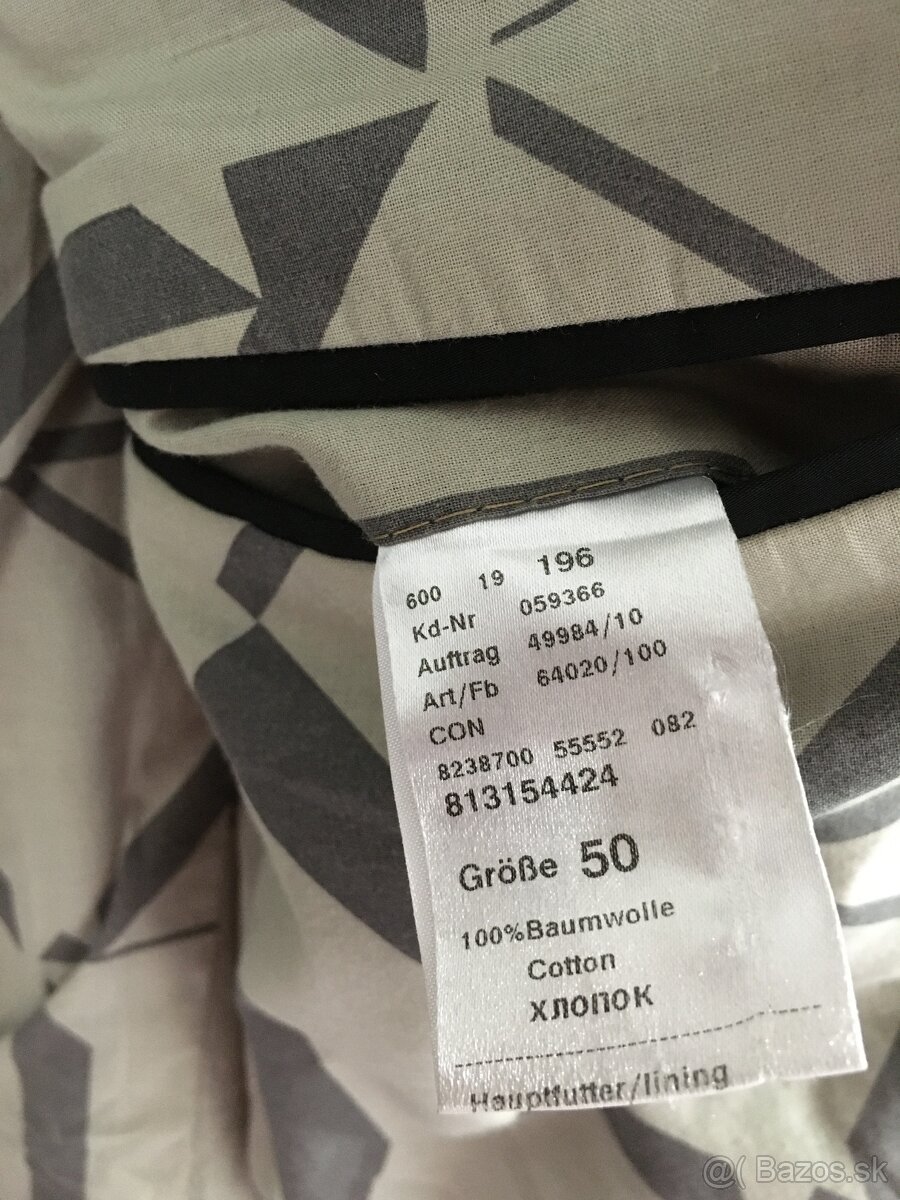 600 19 196
Kd-Nr 059366
Auftrag 49984/10
Art/Fb 64020/100
CON
8238700 55552 082
813154424
Größe 50
100%Baumwolle
Cotton
хлопок
Hauptfutter/lining
@( Bazos.sk